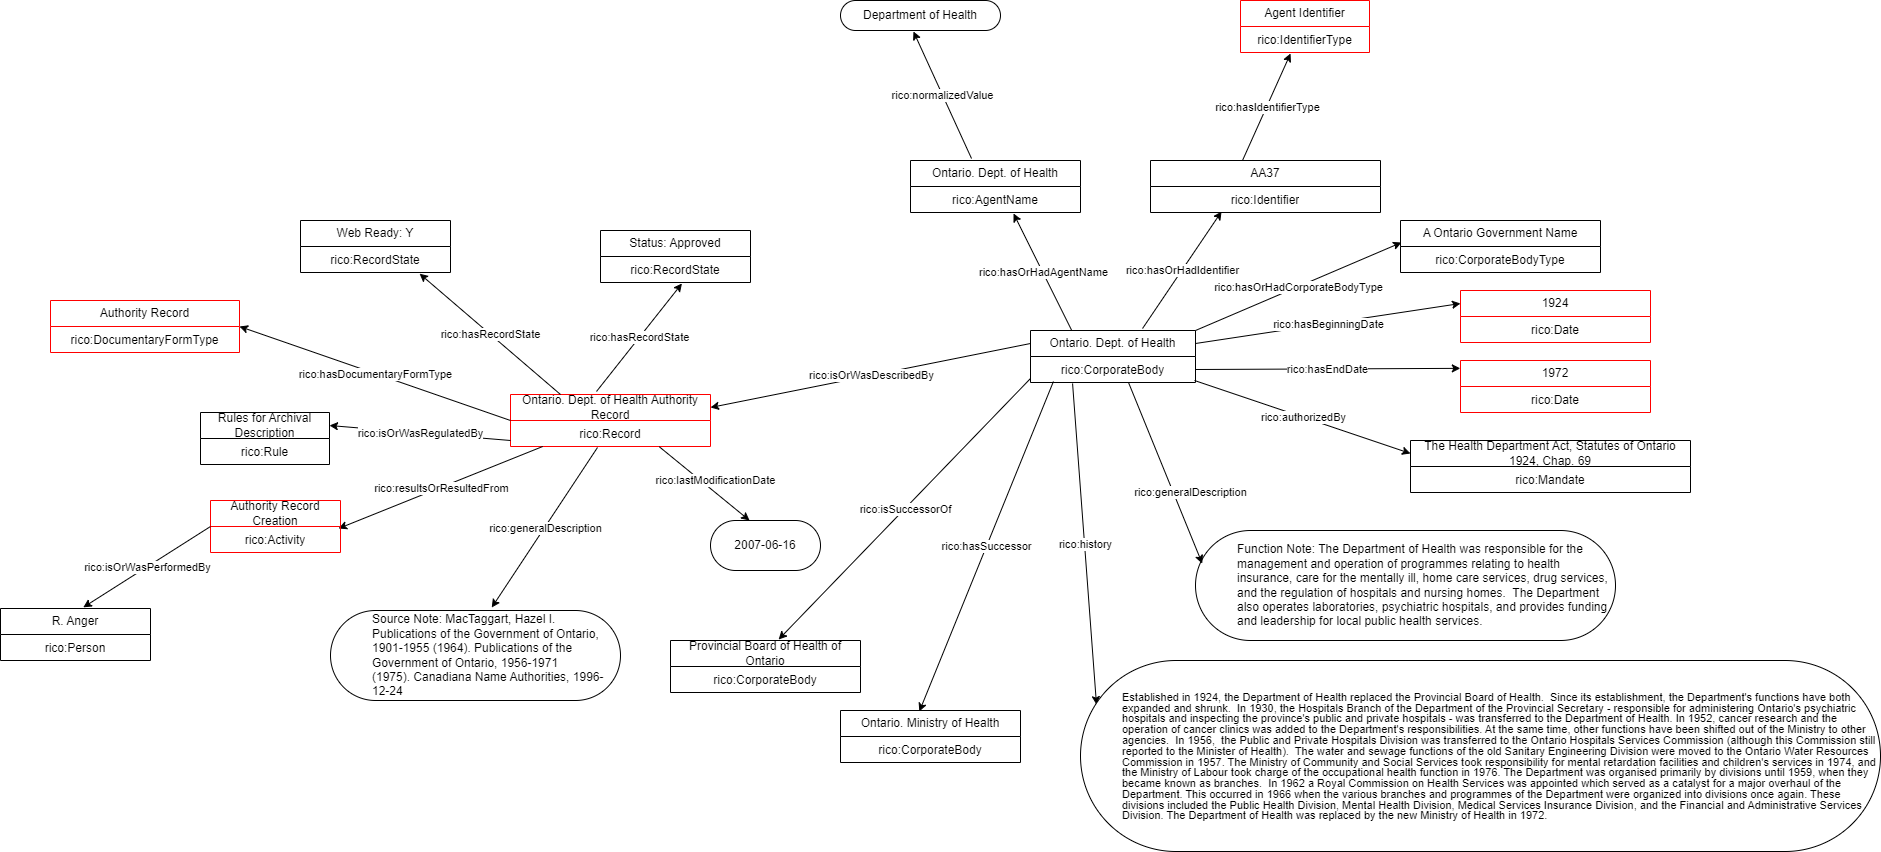 Department of Health
Agent Identifier
rico:IdentifierType
rico:normalizedValue
rico:hasIdentifierType
Ontario. Dept. of Health
rico:AgentName
AA37
rico:Identifier
Web Ready: Y
rico:RecordState
Status: Approved
rico:RecordState
A Ontario Government Name
rico:CorporateBodyType
rico:hasOrHadAgentName
rico:hasOrHadIdentifier
rico:hasOrHadCorporateBodyType
Authority Record
rico:DocumentaryFormType
rico:hasRecordState
rico:hasRecordState
1924
rico:Date
rico:hasBeginningDate
Ontario. Dept. of Health
rico:CorporateBody
rico:hasDocumentaryFormType
rico:isOrWasDescribedBy
rico:hasEndDate
1972
rico:Date
Ontario. Dept. of Health Authority
Record
rico:Record
rico:authorizedBy
Rules for Archival
Description
rico:Rule
rico:isOrWasRegulatedBy
The Health Department Act, Statutes of Ontario
1924, Chap. 69
rico:Mandate
rico:resultsOrResultedFrom
rico:lastModificationDate
rico:generalDescription
Authority Record
Creation
rico:Activity
rico:generalDescription
rico:isSuccessorOf
rico:hasSuccessor
rico:history
2007-06-16
rico:isOrWasPerformedBy
Function Note: The Department of Health was responsible for the
management and operation of programmes relating to health
insurance, care for the mentally ill, home care services, drug services,
and the regulation of hospitals and nursing homes.  The Department
also operates laboratories, psychiatric hospitals, and provides funding
and leadership for local public health services.
R. Anger
rico:Person
Source Note: MacTaggart, Hazel I.
Publications of the Government of Ontario,
1901-1955 (1964). Publications of the
Government of Ontario, 1956-1971
(1975). Canadiana Name Authorities, 1996-
12-24
Provincial Board of Health of
Ontario
rico:CorporateBody
Ontario. Ministry of Health
rico:CorporateBody
Established in 1924, the Department of Health replaced the Provincial Board of Health.  Since its establishment, the Department's functions have both
expanded and shrunk.  In 1930, the Hospitals Branch of the Department of the Provincial Secretary - responsible for administering Ontario's psychiatric
hospitals and inspecting the province's public and private hospitals - was transferred to the Department of Health. In 1952, cancer research and the
operation of cancer clinics was added to the Department's responsibilities. At the same time, other functions have been shifted out of the Ministry to other
agencies.  In 1956,  the Public and Private Hospitals Division was transferred to the Ontario Hospitals Services Commission (although this Commission still
reported to the Minister of Health).  The water and sewage functions of the old Sanitary Engineering Division were moved to the Ontario Water Resources
Commission in 1957. The Ministry of Community and Social Services took responsibility for mental retardation facilities and children's services in 1974, and
the Ministry of Labour took charge of the occupational health function in 1976. The Department was organised primarily by divisions until 1959, when they
became known as branches.  In 1962 a Royal Commission on Health Services was appointed which served as a catalyst for a major overhaul of the
Department. This occurred in 1966 when the various branches and programmes of the Department were organized into divisions once again. These
divisions included the Public Health Division, Mental Health Division, Medical Services Insurance Division, and the Financial and Administrative Services
Division. The Department of Health was replaced by the new Ministry of Health in 1972.